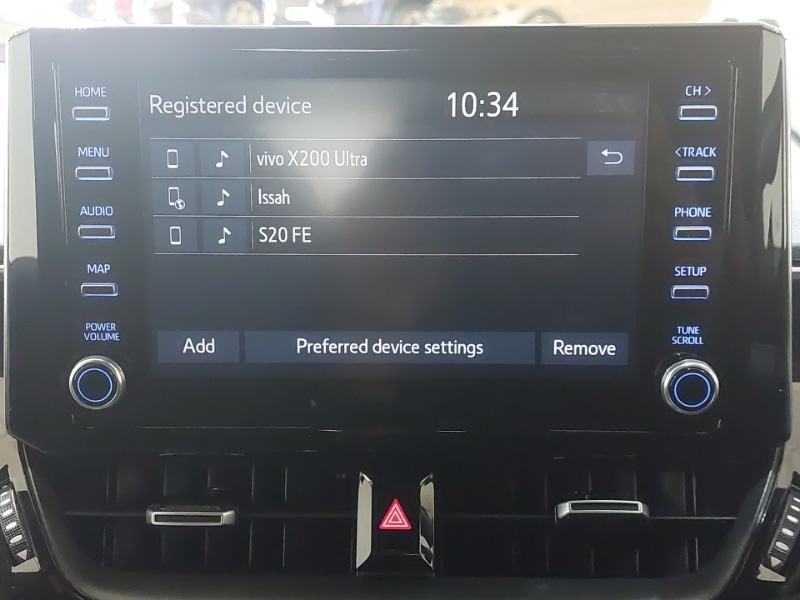 HOME
MENU
AUDIO
MAP
POWER
VOLUME
Registered device 10:34
vivo X200 Ultra
Issah
S20 FE
Add Preferred device settings Remove
CH >
< TRACK
PHONE
SETUP
TUNE
SCROLL